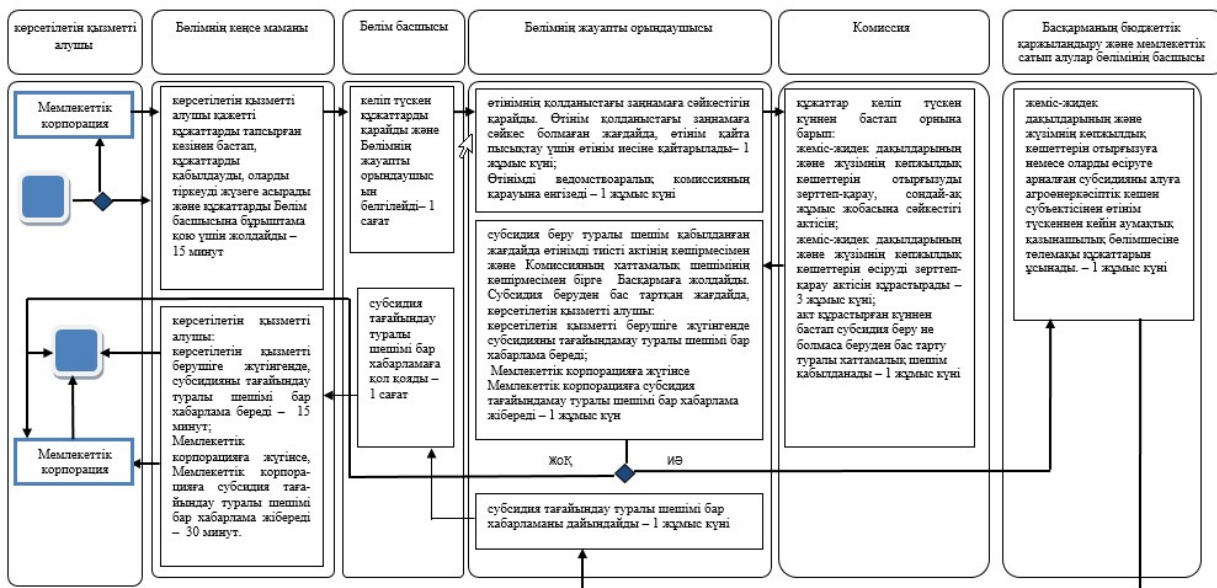 көрсетілетін қызметті
алушы
Бөлімнің кеңсе маманы
Бөлім басшысы
Бөлімнің жауапты орындаушысы
Комиссия
Басқарманың бюджеттік
қаржыландыру және мемлекеттік
сатып алулар бөлімінің басшысы
Мемлекеттік
корпорация
көрсетілетін қызметті
алушы қажетті
құжаттарды тапсырған
кезінен бастап,
құжаттарды
қабылдауды, оларды
тіркеуді жүзеге асырады
және құжаттарды Бөлім
басшысына бұрыштама
қою үшін жолдайды –
15 минут
келіп түскен
құжаттарды
қарайды және
Бөлімнің
жауапты
орындаушыс
ын
белгілейді– 1
сағат
өтінімнің қолданыстағы заңнамаға сәйкестігін
қарайды. Өтінім қолданыстағы заңнамаға
сәйкес болмаған жағдайда, өтінім қайта
пысықтау үшін өтінім иесіне қайтарылады– 1
жұмыс күні;
Өтінімді ведомствоаралық комиссияның
қарауына енгізеді – 1 жұмыс күні
құжаттар келіп түскен
күннен бастап орнына
барып:
жеміс-жидек дақылдарының
және жүзімнің көпжылдық
көшеттерін отырғызуды
зерттеп-қарау, сондай-ақ
жұмыс жобасына сәйкестігі
актісін;
жеміс-жидек дақылдарының
және жүзімнің көпжылдық
көшеттерін өсіруді зерттеп-
қарау актісін құрастырады –
3 жұмыс күні;
акт құрастырған күннен
бастап субсидия беру не
болмаса беруден бас тарту
туралы хаттамалық шешім
қабылданады – 1 жұмыс күні
жеміс-жидек
дақылдарының және
жүзімнің көпжылдық
көшеттерін отырғызуға
немесе оларды өсіруге
арналған субсидияны алуға
агроөнеркәсіптік кешен
субъектісінен өтінім
түскеннен кейін аумақтық
қазынашылық бөлімшесіне
төлемақы құжаттарын
ұсынады. – 1 жұмыс күні
субсидия беру туралы шешім қабылданған
жағдайда өтінімді тиісті актінің көшірмесімен
және Комиссияның хаттамалық шешімінің
көшірмесімен бірге Басқармаға жолдайды.
Субсидия беруден бас тартқан жағдайда,
көрсетілетін қызметті алушы:
көрсетілетін қызметті берушіге жүгінгенде
субсидияны тағайындамау туралы шешімі бар
хабарлама береді;
Мемлекеттік корпорацияға жүгінсе
Мемлекеттік корпорацияға субсидия
тағайындамау туралы шешімі бар хабарлама
жібереді – 1 жұмыс күн
субсидия
тағайындау
туралы
шешімі бар
хабарламаға
қол қояды –
1 сағат
көрсетілетін қызметті
алушы:
көрсетілетін қызметті
берушіге жүгінгенде,
субсидияны тағайындау
туралы шешімі бар
хабарлама береді – 15
минут;
Мемлекеттік
корпорацияға жүгінсе,
Мемлекеттік корпора-
цияға субсидия таға-
йындау туралы шешімі
бар хабарлама жібереді
– 30 минут.
Мемлекеттік
корпорация
жоқ
иә
субсидия тағайындау туралы шешімі бар
хабарламаны дайындайды – 1 жұмыс күні